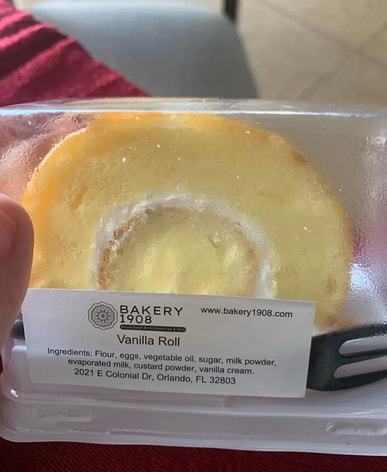 BAKERY
1908
www.bakery1908.com
Vanilla Roll
Ingredients: Flour, eggs, vegetable oil, sugar, milk powder,
evaporated milk, custard powder, vanilla cream.
2021 E Colonial Dr, Orlando, FL 32803